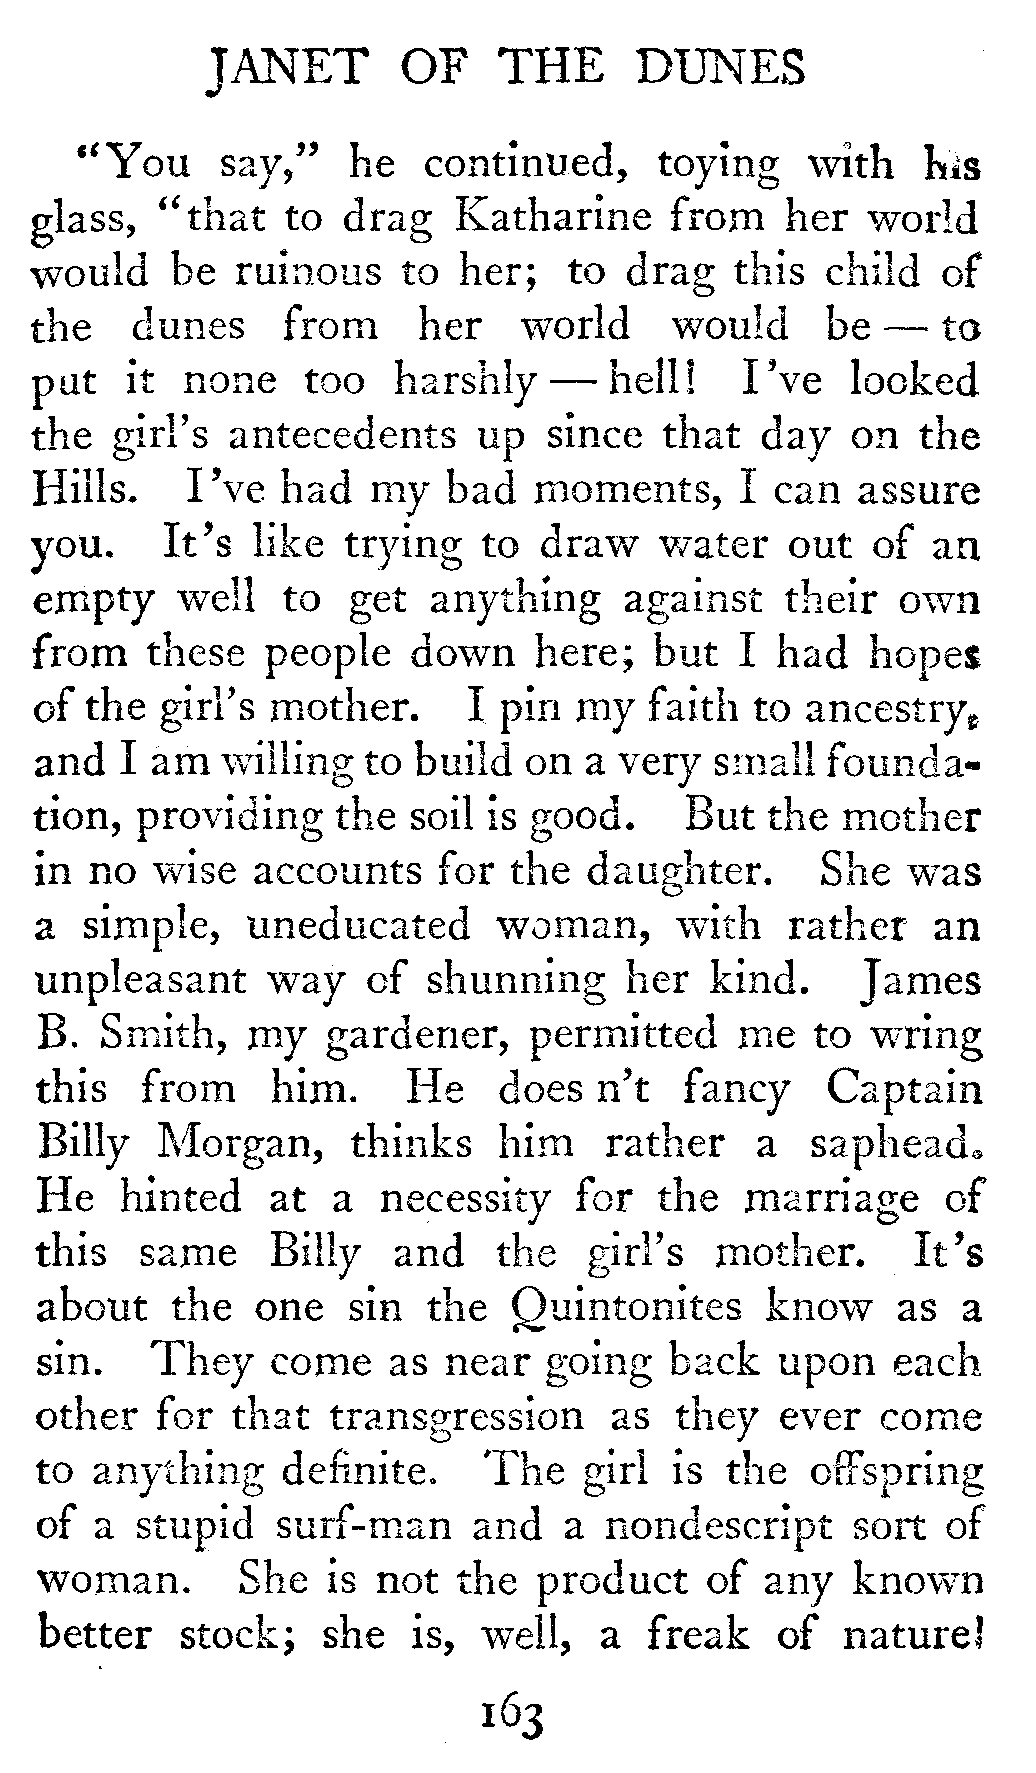 JANET OF THE DUNES
"You say," he continued, toying with his
glass, "that to drag Katharine from her world
would be ruinous to her; to drag this child of
the dunes from her world would be — to
put it none too harshly — hell! I 've looked
the girl's antecedents up since that day on the
Hills. I 've had my bad moments, I can assure
you. It's like trying to draw water out of an
empty well to get anything against their own
from these people down here; but I had hopes
of the girl's mother. I pin my faith to ancestry,
and I am willing to build on a very small founda-
tion, providing the soil is good. But the mother
in no wise accounts for the daughter. She was
a simple, uneducated woman, with rather an
unpleasant way of shunning her kind. James
B. Smith, my gardener, permitted me to wring
this from him. He does n't fancy Captain
Billy Morgan, thinks him rather a saphead.
He hinted at a necessity for the marriage of
this same Billy and the girl's mother. It's
about the one sin the Quintonites know as a
sin. They come as near going back upon each
other for that transgression as they ever come
to anything definite. The girl is the offspring
of a stupid surf-man and a nondescript sort of
woman. She is not the product of any known
better stock; she is, well, a freak of nature!
163